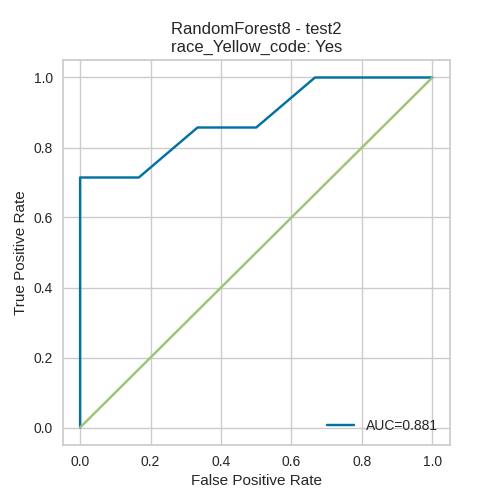 RandomForest8 - test2
race_Yellow_code: Yes
1.0
0.8
0.6
0.4
0.2
0.0
True Positive Rate
AUC=0.881
0.0 0.2 0.4 0.6 0.8 1.0
False Positive Rate